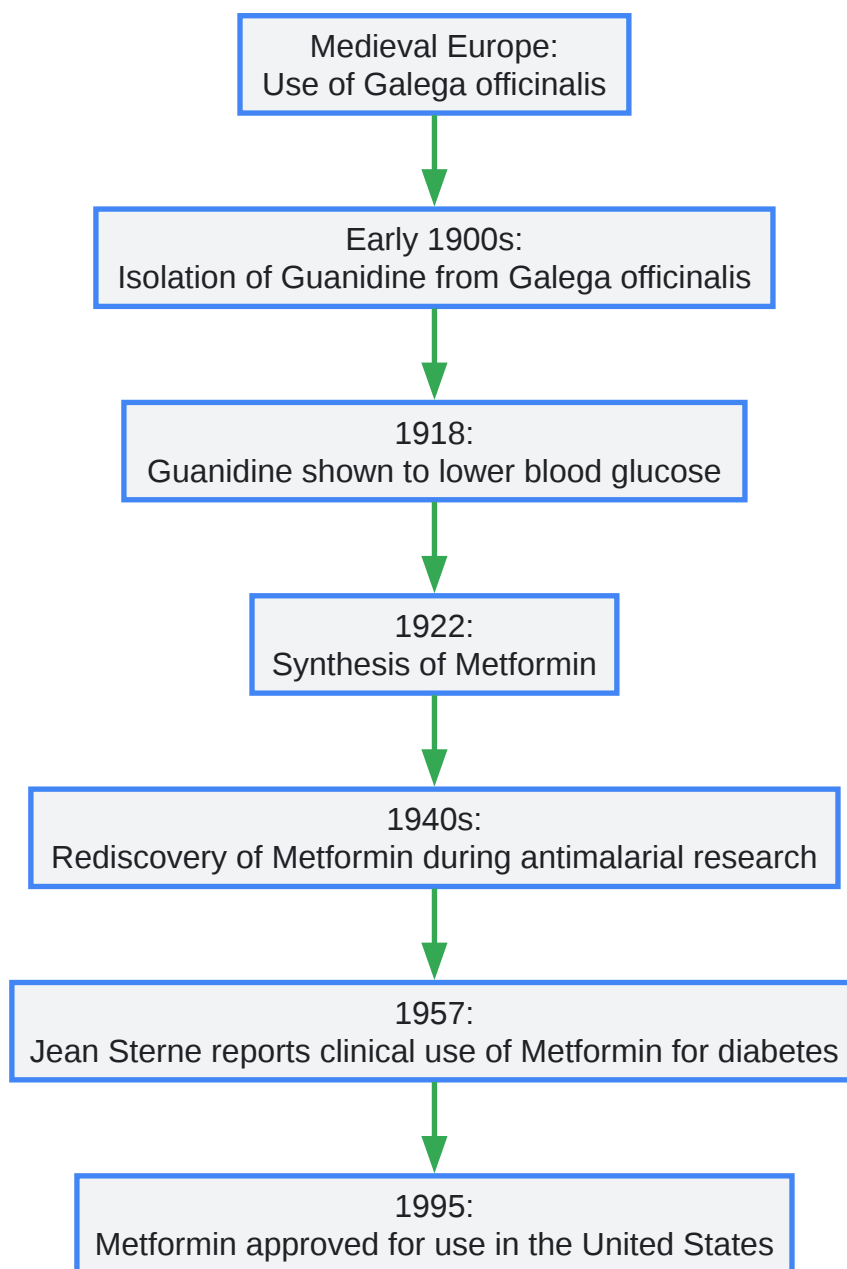 Medieval Europe:
Use of Galega officinalis
Early 1900s:
Isolation of Guanidine from Galega officinalis
1918:
Guanidine shown to lower blood glucose
1922:
Synthesis of Metformin
1940s:
Rediscovery of Metformin during antimalarial research
1957:
Jean Sterne reports clinical use of Metformin for diabetes
1995:
Metformin approved for use in the United States